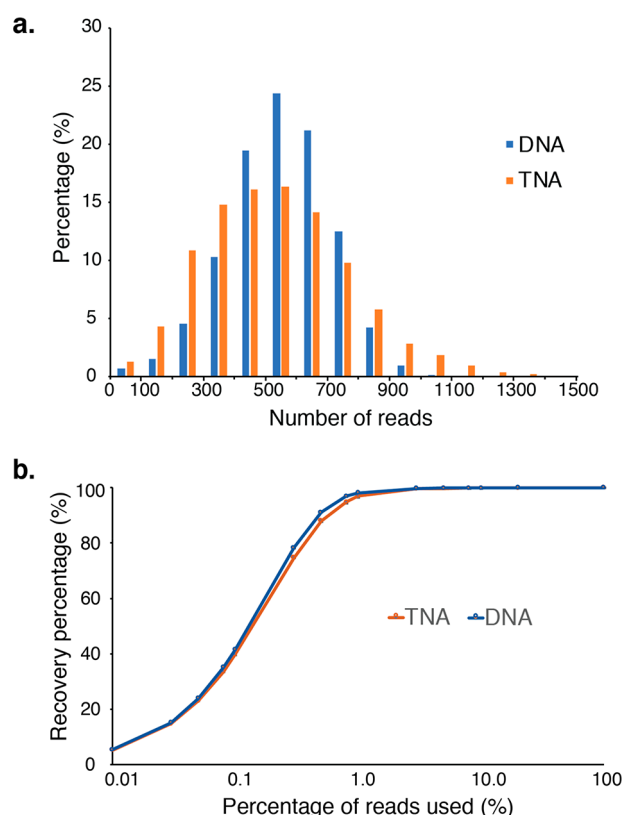 a.
30
25
20
15
10
5
0
Percentage (%)
DNA
TNA
0 100 300 500 700 900 1100 1300 1500
Number of reads
b.
100
80
60
40
20
0
Recovery percentage (%)
TNA DNA
0.01 0.1 1.0 10.0 100
Percentage of reads used (%)